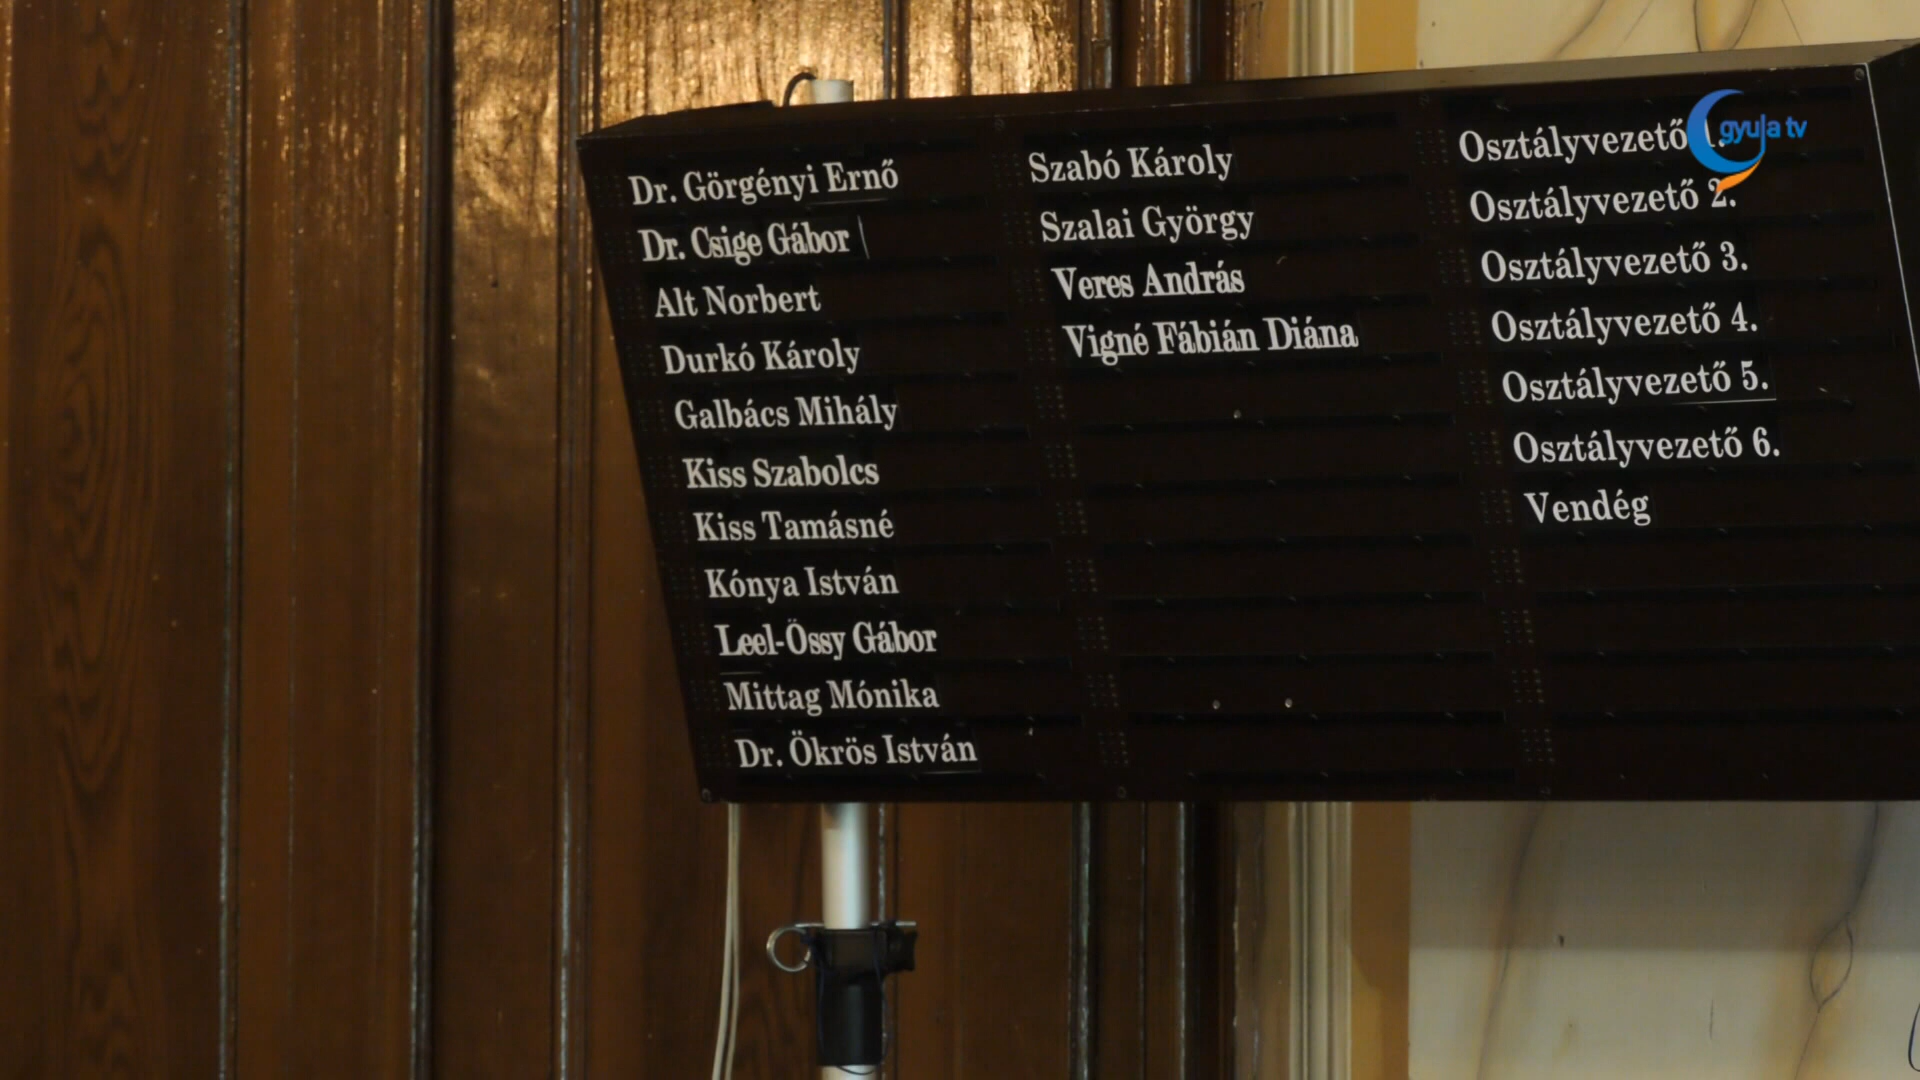 Dr. Görgényi Ernő
Dr. Csige Gábor
Alt Norbert
Durkó Károly
Galbács Mihály
Kiss Szabolcs
Kiss Tamásné
Kónya István
Leel-Őssy Gábor
Mittag Mónika
Dr. Ökrös István
Szabó Károly
Szalai György
Veres András
Vigné Fábián Diána
Osztályvezető 1.
Osztályvezető 2.
Osztályvezető 3.
Osztályvezető 4.
Osztályvezető 5.
Osztályvezető 6.
Vendég
gyula tv